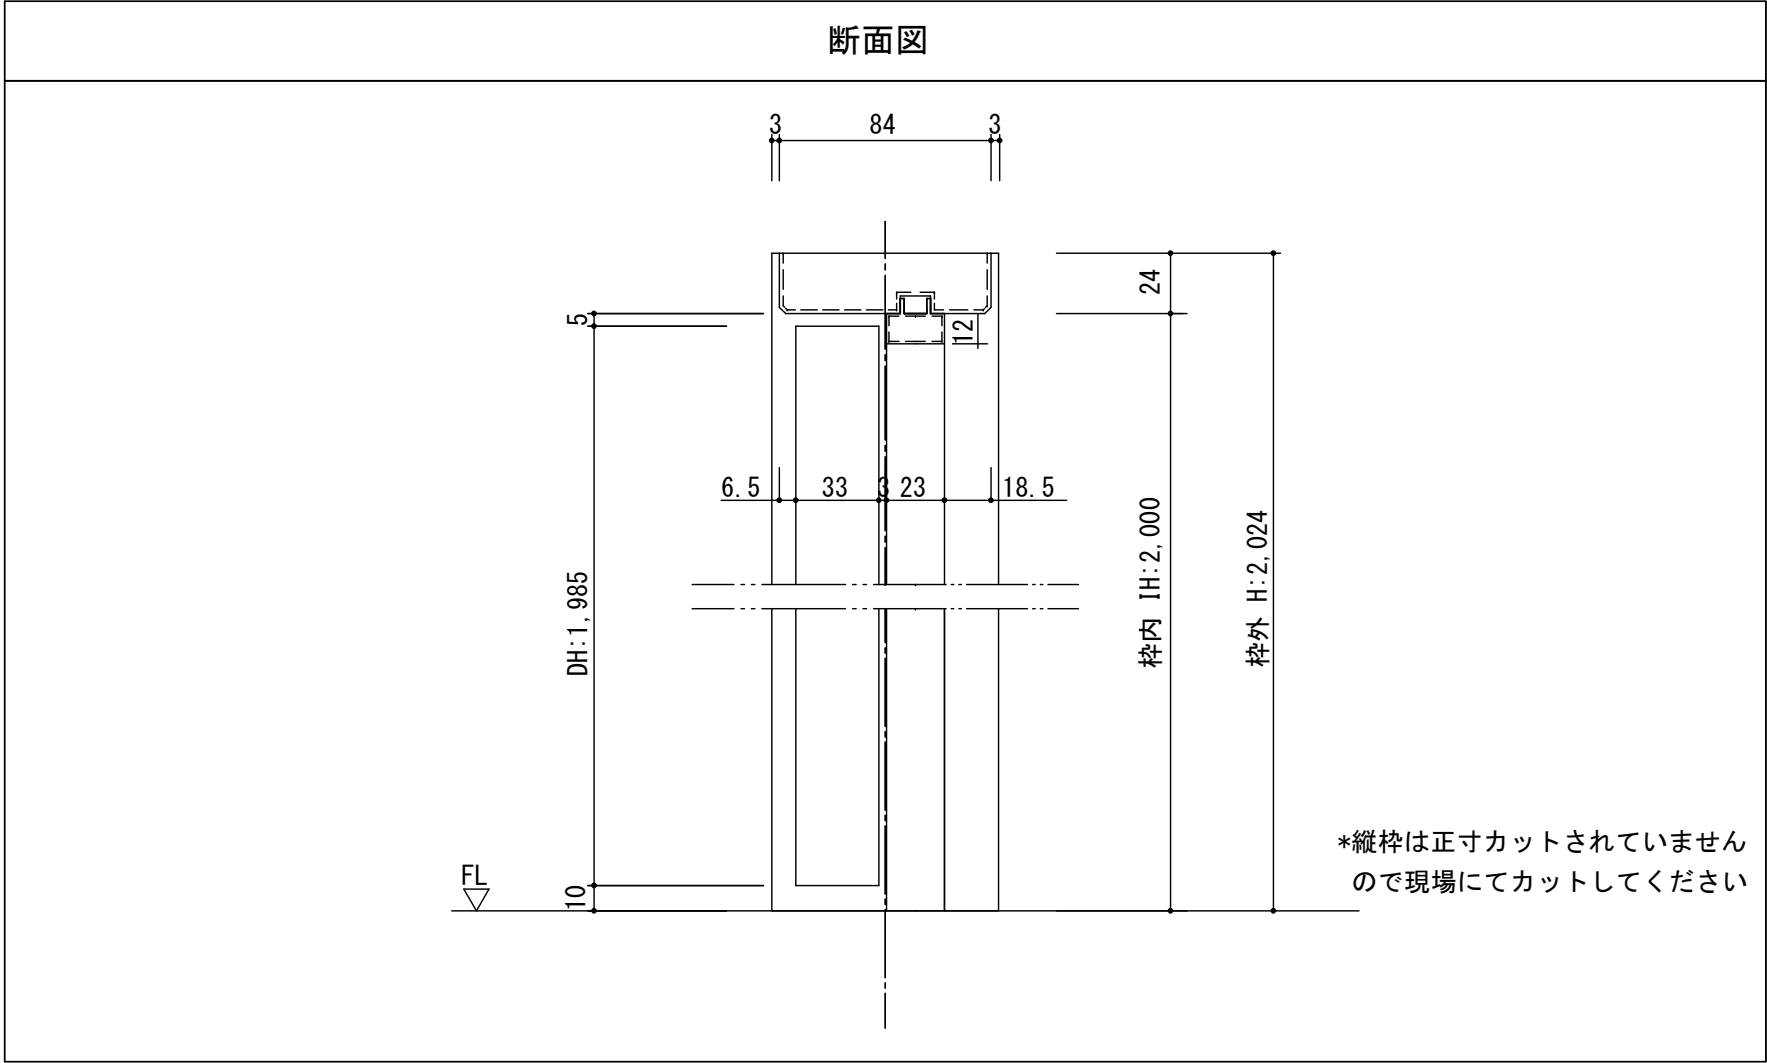 断面図
3 84 3
24
5
12
6.5 33 3 23 18.5
DH:1,985
枠内 IH:2,000
枠外 H:2,024
*縦枠は正寸カットされていません
ので現場にてカットしてください
FL
10